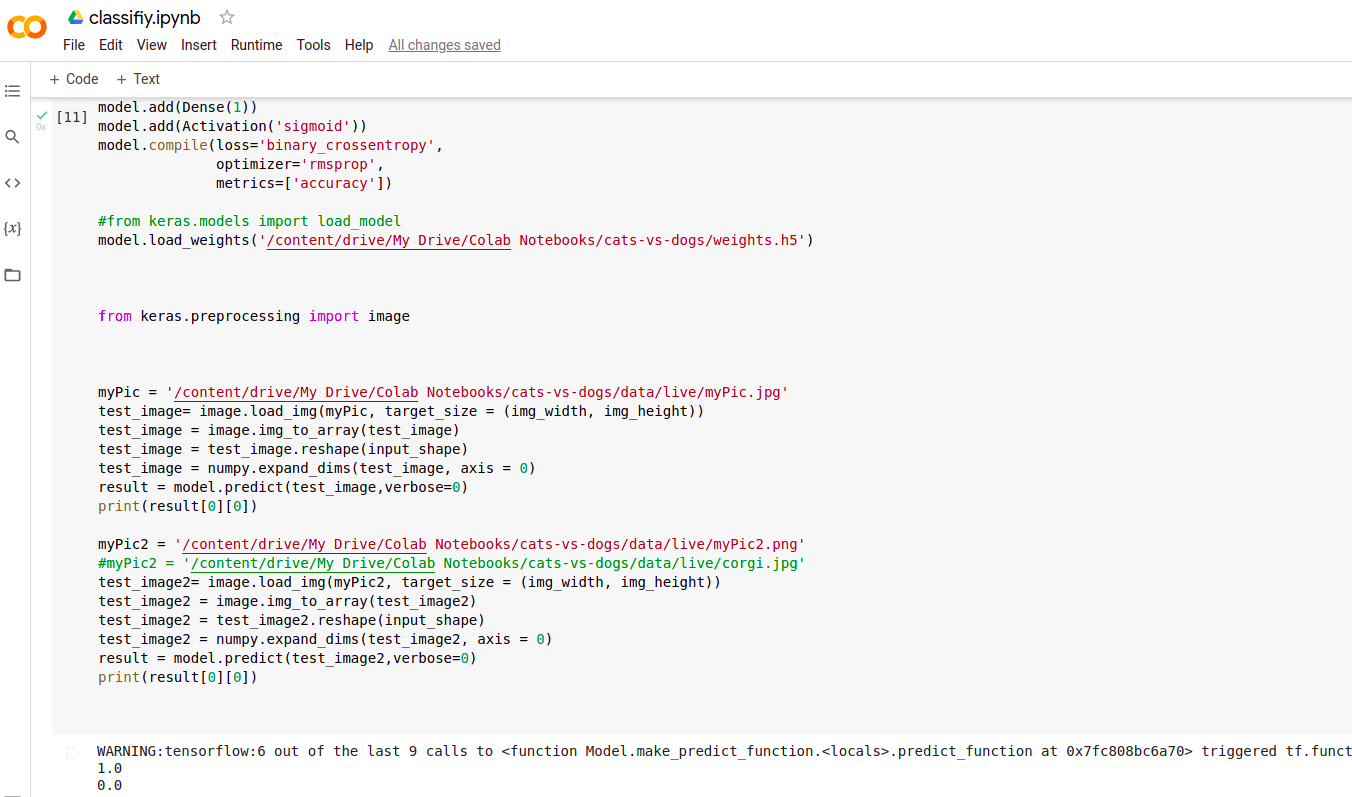 classifiy.ipynb
File Edit View Insert Runtime Tools Help All changes saved
+ Code + Text
model.add(Dense(1))
[11]
0s
model.add(Activation('sigmoid'))
model.compile(loss='binary_crossentropy',
optimizer='rmsprop',
metrics=['accuracy'])
#from keras.models import load_model
model.load_weights('/content/drive/My Drive/Colab Notebooks/cats-vs-dogs/weights.h5')
{x}
from keras.preprocessing import image
myPic = '/content/drive/My Drive/Colab Notebooks/cats-vs-dogs/data/live/myPic.jpg'
test_image= image.load_img(myPic, target_size = (img_width, img_height))
test_image = image.img_to_array(test_image)
test_image = test_image.reshape(input_shape)
test_image = numpy.expand_dims(test_image, axis = 0)
result = model.predict(test_image,verbose=0)
print(result[0][0])
myPic2 = '/content/drive/My Drive/Colab Notebooks/cats-vs-dogs/data/live/myPic2.png'
#myPic2 = '/content/drive/My Drive/Colab Notebooks/cats-vs-dogs/data/live/corgi.jpg'
test_image2= image.load_img(myPic2, target_size = (img_width, img_height))
test_image2 = image.img_to_array(test_image2)
test_image2 = test_image2.reshape(input_shape)
test_image2 = numpy.expand_dims(test_image2, axis = 0)
result = model.predict(test_image2,verbose=0)
print(result[0][0])
WARNING:tensorflow:6 out of the last 9 calls to <function Model.make_predict_function.<locals>.predict_function at 0x7fc808bc6a70> triggered tf.funct
1.0
0.0